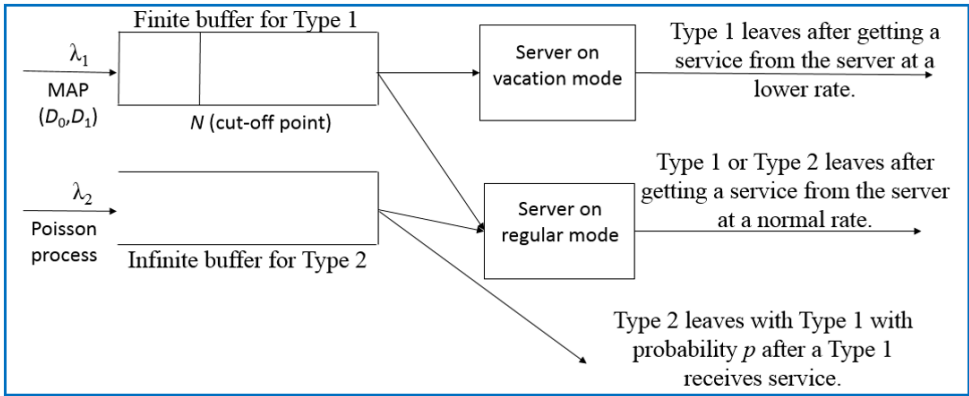 Finite buffer for Type 1
λ1
MAP
(D0,D1)
N (cut-off point)
Server on
vacation mode
Type 1 leaves after getting a
service from the server at a
lower rate.
λ2
Poisson
process
Infinite buffer for Type 2
Server on
regular mode
Type 1 or Type 2 leaves after
getting a service from the server
at a normal rate.
Type 2 leaves with Type 1 with
probability p after a Type 1
receives service.